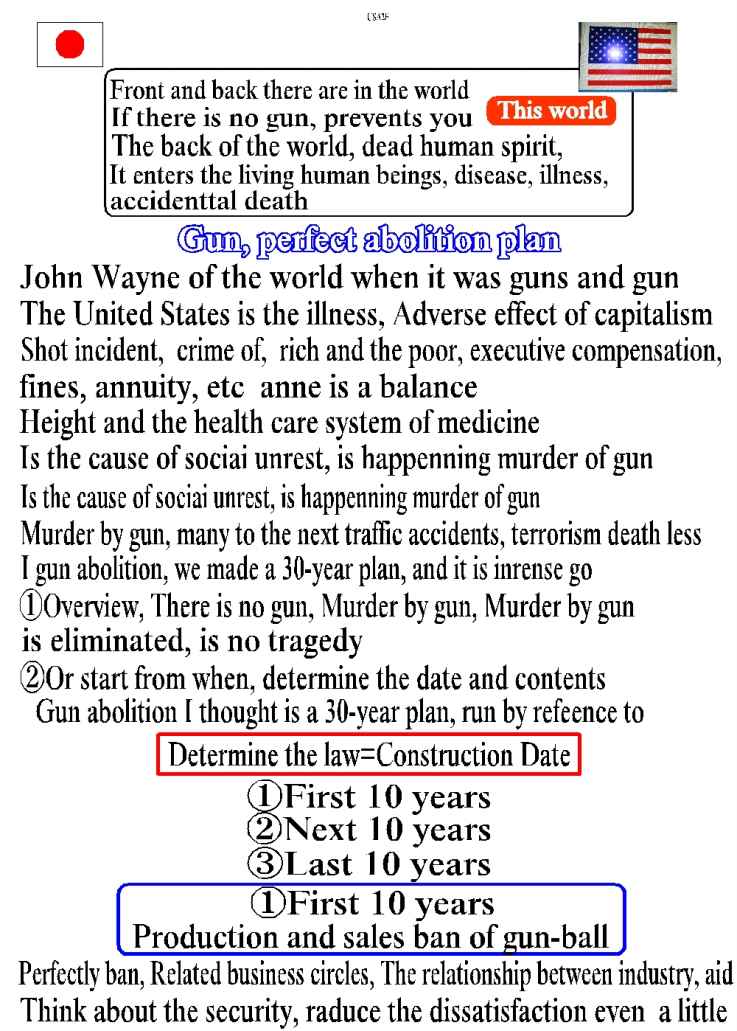 USA2F
Front and back there are in the world
If there is no gun, prevents you
This world
The back of the world, dead human spirit,
It enters the living human beings, disease, illness,
accidenttal death
Gun, perfect abolition plan
John Wayne of the world when it was guns and gun
The United States is the illness, Adverse effect of capitalism
Shot incident, crime of, rich and the poor, executive compensation,
fines, annuity, etc anne is a balance
Height and the health care system of medicine
Is the cause of sociai unrest, is happenning murder of gun
Is the cause of sociai unrest, is happenning murder of gun
Murder by gun, many to the next traffic accidents, terrorism death less
I gun abolition, we made a 30-year plan, and it is inrense go
①Overview, There is no gun, Murder by gun, Murder by gun
is eliminated, is no tragedy
②Or start from when, determine the date and contents
Gun abolition I thought is a 30-year plan, run by refeence to
Determine the law=Construction Date
①First 10 years
②Next 10 years
③Last 10 years
①First 10 years
Production and sales ban of gun-ball
Perfectly ban, Related business circles, The relationship between industry, aid
Think about the security, raduce the dissatisfaction even a little